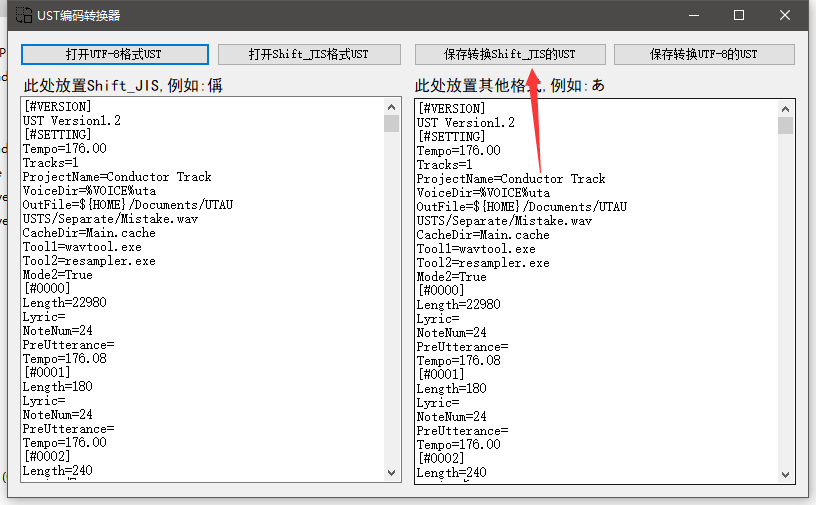 UST编码转换器
打开UTF-8格式UST
打开Shift_JIS格式UST
保存转换Shift_JIS的UST
保存转换UTF-8的UST
此处放置Shift_JIS,例如:偁
[#VERSION]
UST Version1.2
[#SETTING]
Tempo=176.00
Tracks=1
ProjectName=Conductor Track
VoiceDir=%VOICE%uta
OutFile=${HOME}/Documents/UTAU
USTS/Separate/Mistake.wav
CacheDir=Main.cache
Tool1=wavtool.exe
Tool2=resampler.exe
Mode2=True
[#0000]
Length=22980
Lyric=
NoteNum=24
PreUtterance=
Tempo=176.08
[#0001]
Length=180
Lyric=
NoteNum=24
PreUtterance=
Tempo=176.00
[#0002]
Length=240
此处放置其他格式,例如:あ
[#VERSION]
UST Version1.2
[#SETTING]
Tempo=176.00
Tracks=1
ProjectName=Conductor Track
VoiceDir=%VOICE%uta
OutFile=${HOME}/Documents/UTAU
USTS/Separate/Mistake.wav
CacheDir=Main.cache
Tool1=wavtool.exe
Tool2=resampler.exe
Mode2=True
[#0000]
Length=22980
Lyric=
NoteNum=24
PreUtterance=
Tempo=176.08
[#0001]
Length=180
Lyric=
NoteNum=24
PreUtterance=
Tempo=176.00
[#0002]
Length=240